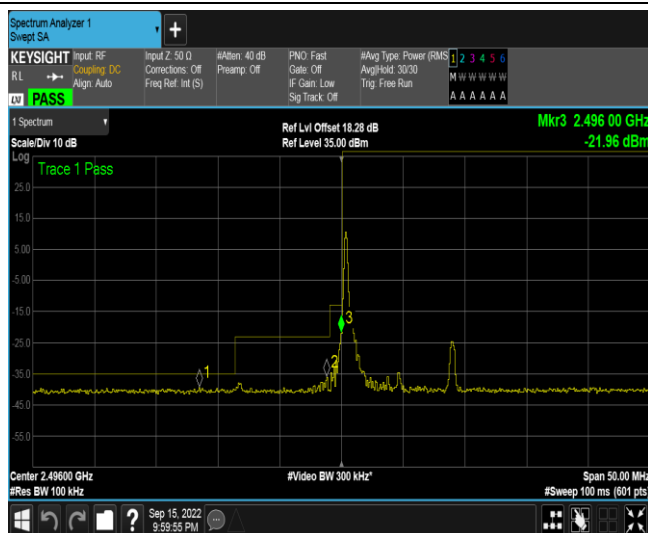 Spectrum Analyzer 1
Swept SA
KEYSIGHT
RL
LXI PASS
Input: RF
Coupling: DC
Align: Auto
Input Z: 50 Ω
Corrections: Off
Freq Ref: Int (S)
#Atten: 40 dB
Preamp: Off
PNO: Fast
Gate: Off
IF Gain: Low
Sig Track: Off
#Avg Type: Power (RMS
Avg|Hold: 30/30
Trig: Free Run
1 2 3 4 5 6
M W W W W W
A A A A A A
1 Spectrum
Scale/Div 10 dB
Ref Lvl Offset 18.28 dB
Ref Level 35.00 dBm
Mkr3 2.496 00 GHz
-21.96 dBm
Log
Trace 1 Pass
25.0
15.0
5.00
-5.00
-15.0
-25.0
-35.0
-45.0
-55.0
1
2
3
Center 2.49600 GHz
#Res BW 100 kHz
#Video BW 300 kHz*
Span 50.00 MHz
#Sweep 100 ms (601 pts)
?
Sep 15, 2022
9:59:55 PM